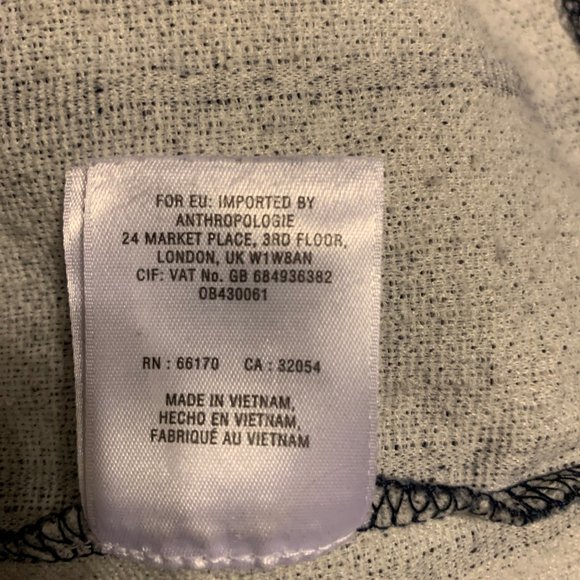 FOR EU: IMPORTED BY
ANTHROPOLOGIE
24 MARKET PLACE, 3RD FLOOR,
LONDON, UK W1W8AN
CIF: VAT No. GB 684936382
OB430061
RN : 66170 CA : 32054
MADE IN VIETNAM,
HECHO EN VIETNAM,
FABRIQUÉ AU VIETNAM